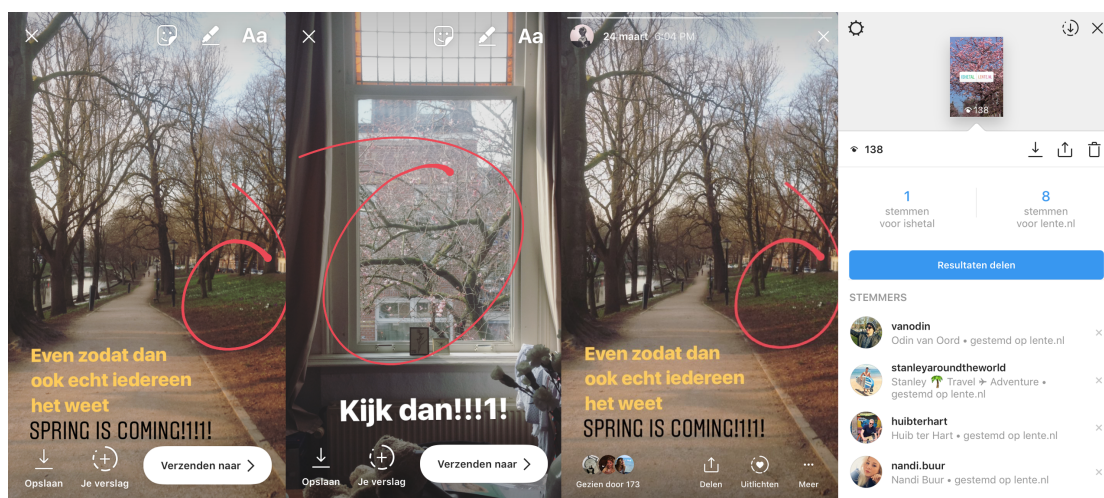 Aa
Even zodat dan
ook echt iedereen
het weet
SPRING IS COMING!1!1!
Opslaan
Je verslag
Verzenden naar
Aa
Kijk dan!!!1!
Opslaan
Je verslag
Verzenden naar
24 maart 6:04 PM
Even zodat dan
ook echt iedereen
het weet
SPRING IS COMING!1!1!
Gezien door 173
Delen
Uitlichten
Meer
138
138
1
stemmen
voor ishetal
8
stemmen
voor lente.nl
Resultaten delen
STEMMERS
vanodin
Odin van Oord • gestemd op lente.nl
stanleyaroundtheworld
Stanley 🌴 Travel ✈ Adventure •
gestemd op lente.nl
huibterhart
Huib ter Hart • gestemd op lente.nl
nandi.buur
Nandi Buur • gestemd op lente.nl